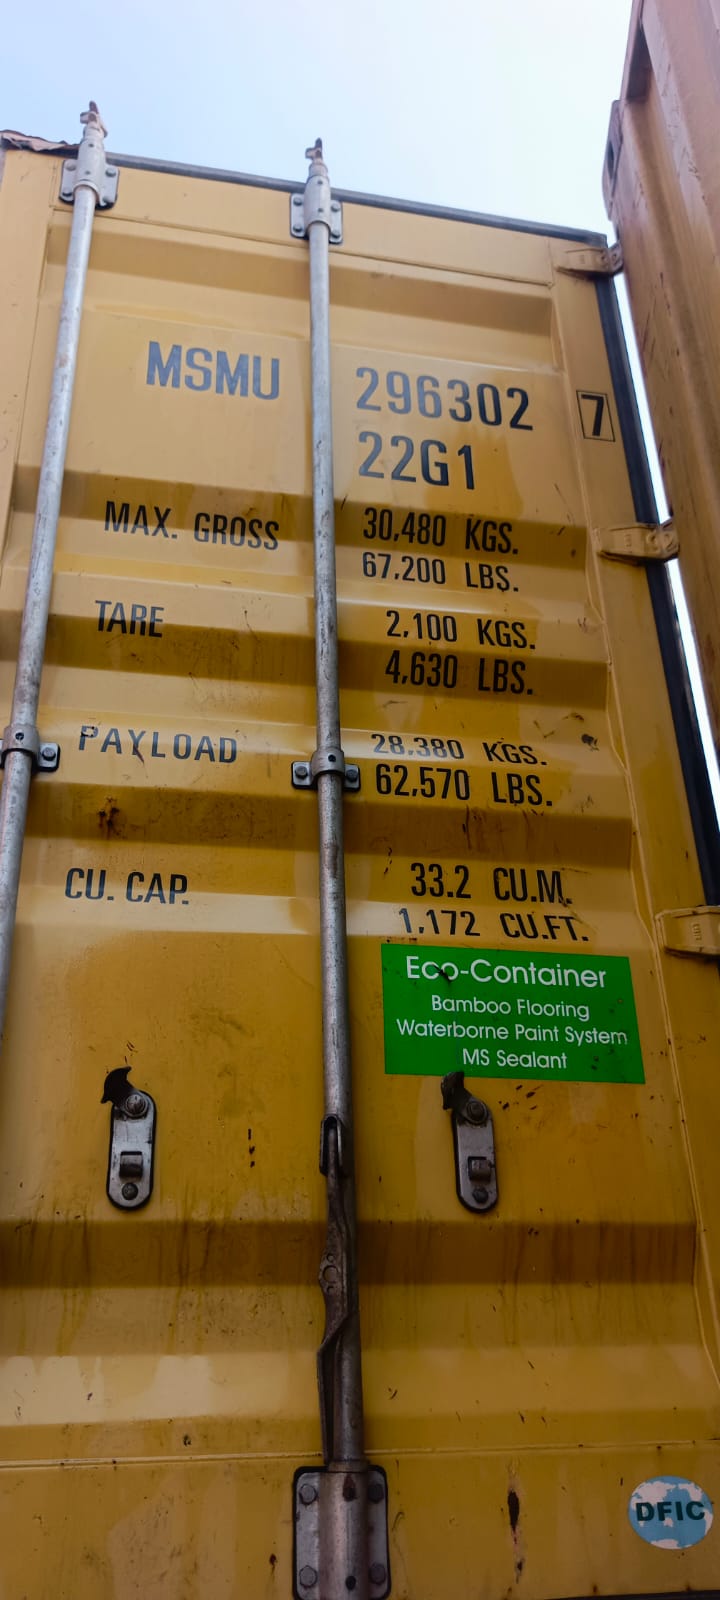 MSMU 296302 7
22G1
MAX. GROSS 30,480 KGS.
67,200 LBS.
TARE 2,100 KGS.
4,630 LBS.
PAYLOAD 28,380 KGS.
62,570 LBS.
CU. CAP. 33.2 CU.M.
1,172 CU.FT.
Eco-Container
Bamboo Flooring
Waterborne Paint System
MS Sealant
DFIC